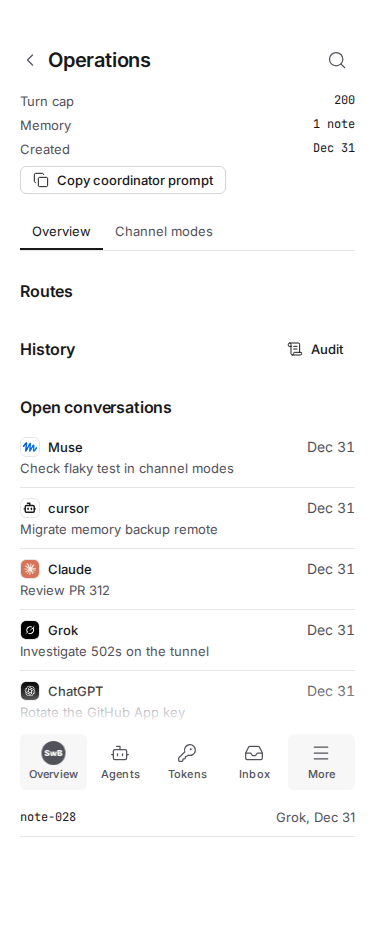 Operations
Turn cap 200
Memory 1 note
Created Dec 31
Copy coordinator prompt
Overview Channel modes
Routes
History Audit
Open conversations
Muse Dec 31
Check flaky test in channel modes
cursor Dec 31
Migrate memory backup remote
Claude Dec 31
Review PR 312
Grok Dec 31
Investigate 502s on the tunnel
ChatGPT Dec 31
Rotate the GitHub App key
SwB
Overview Agents Tokens Inbox More
note-028 Grok, Dec 31